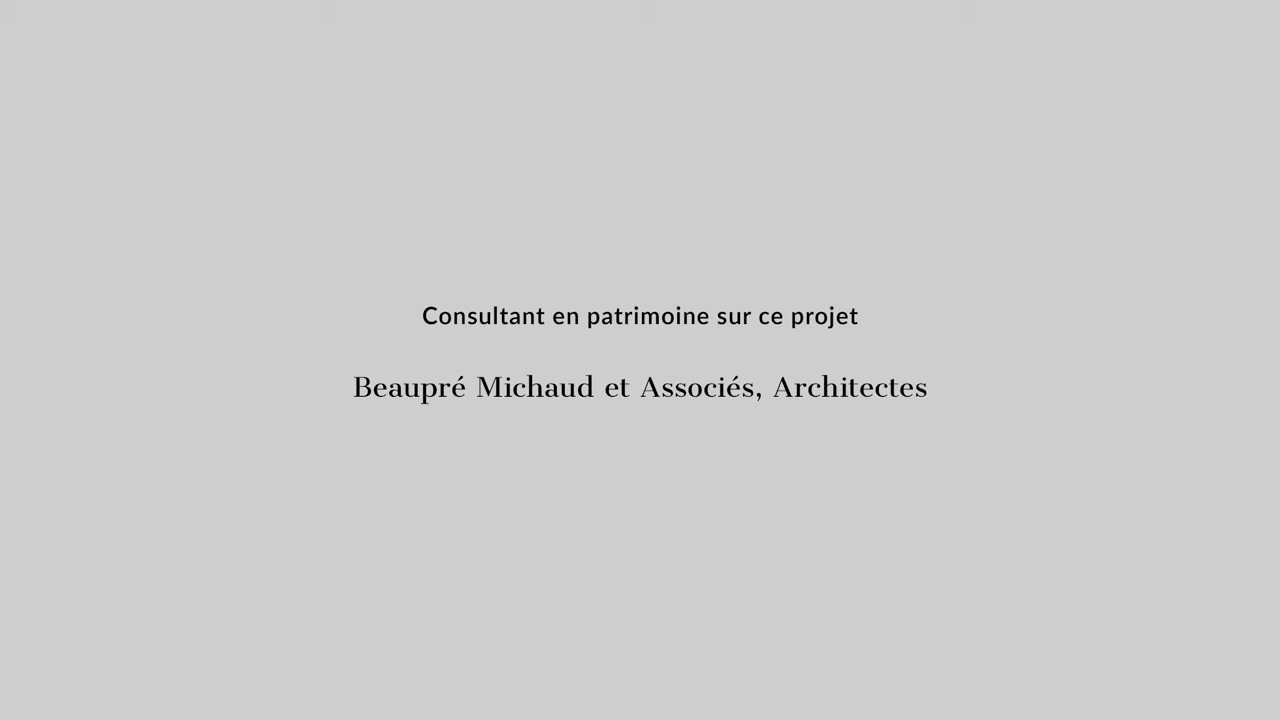 Consultant en patrimoine sur ce projet
Beaupré Michaud et Associés, Architectes